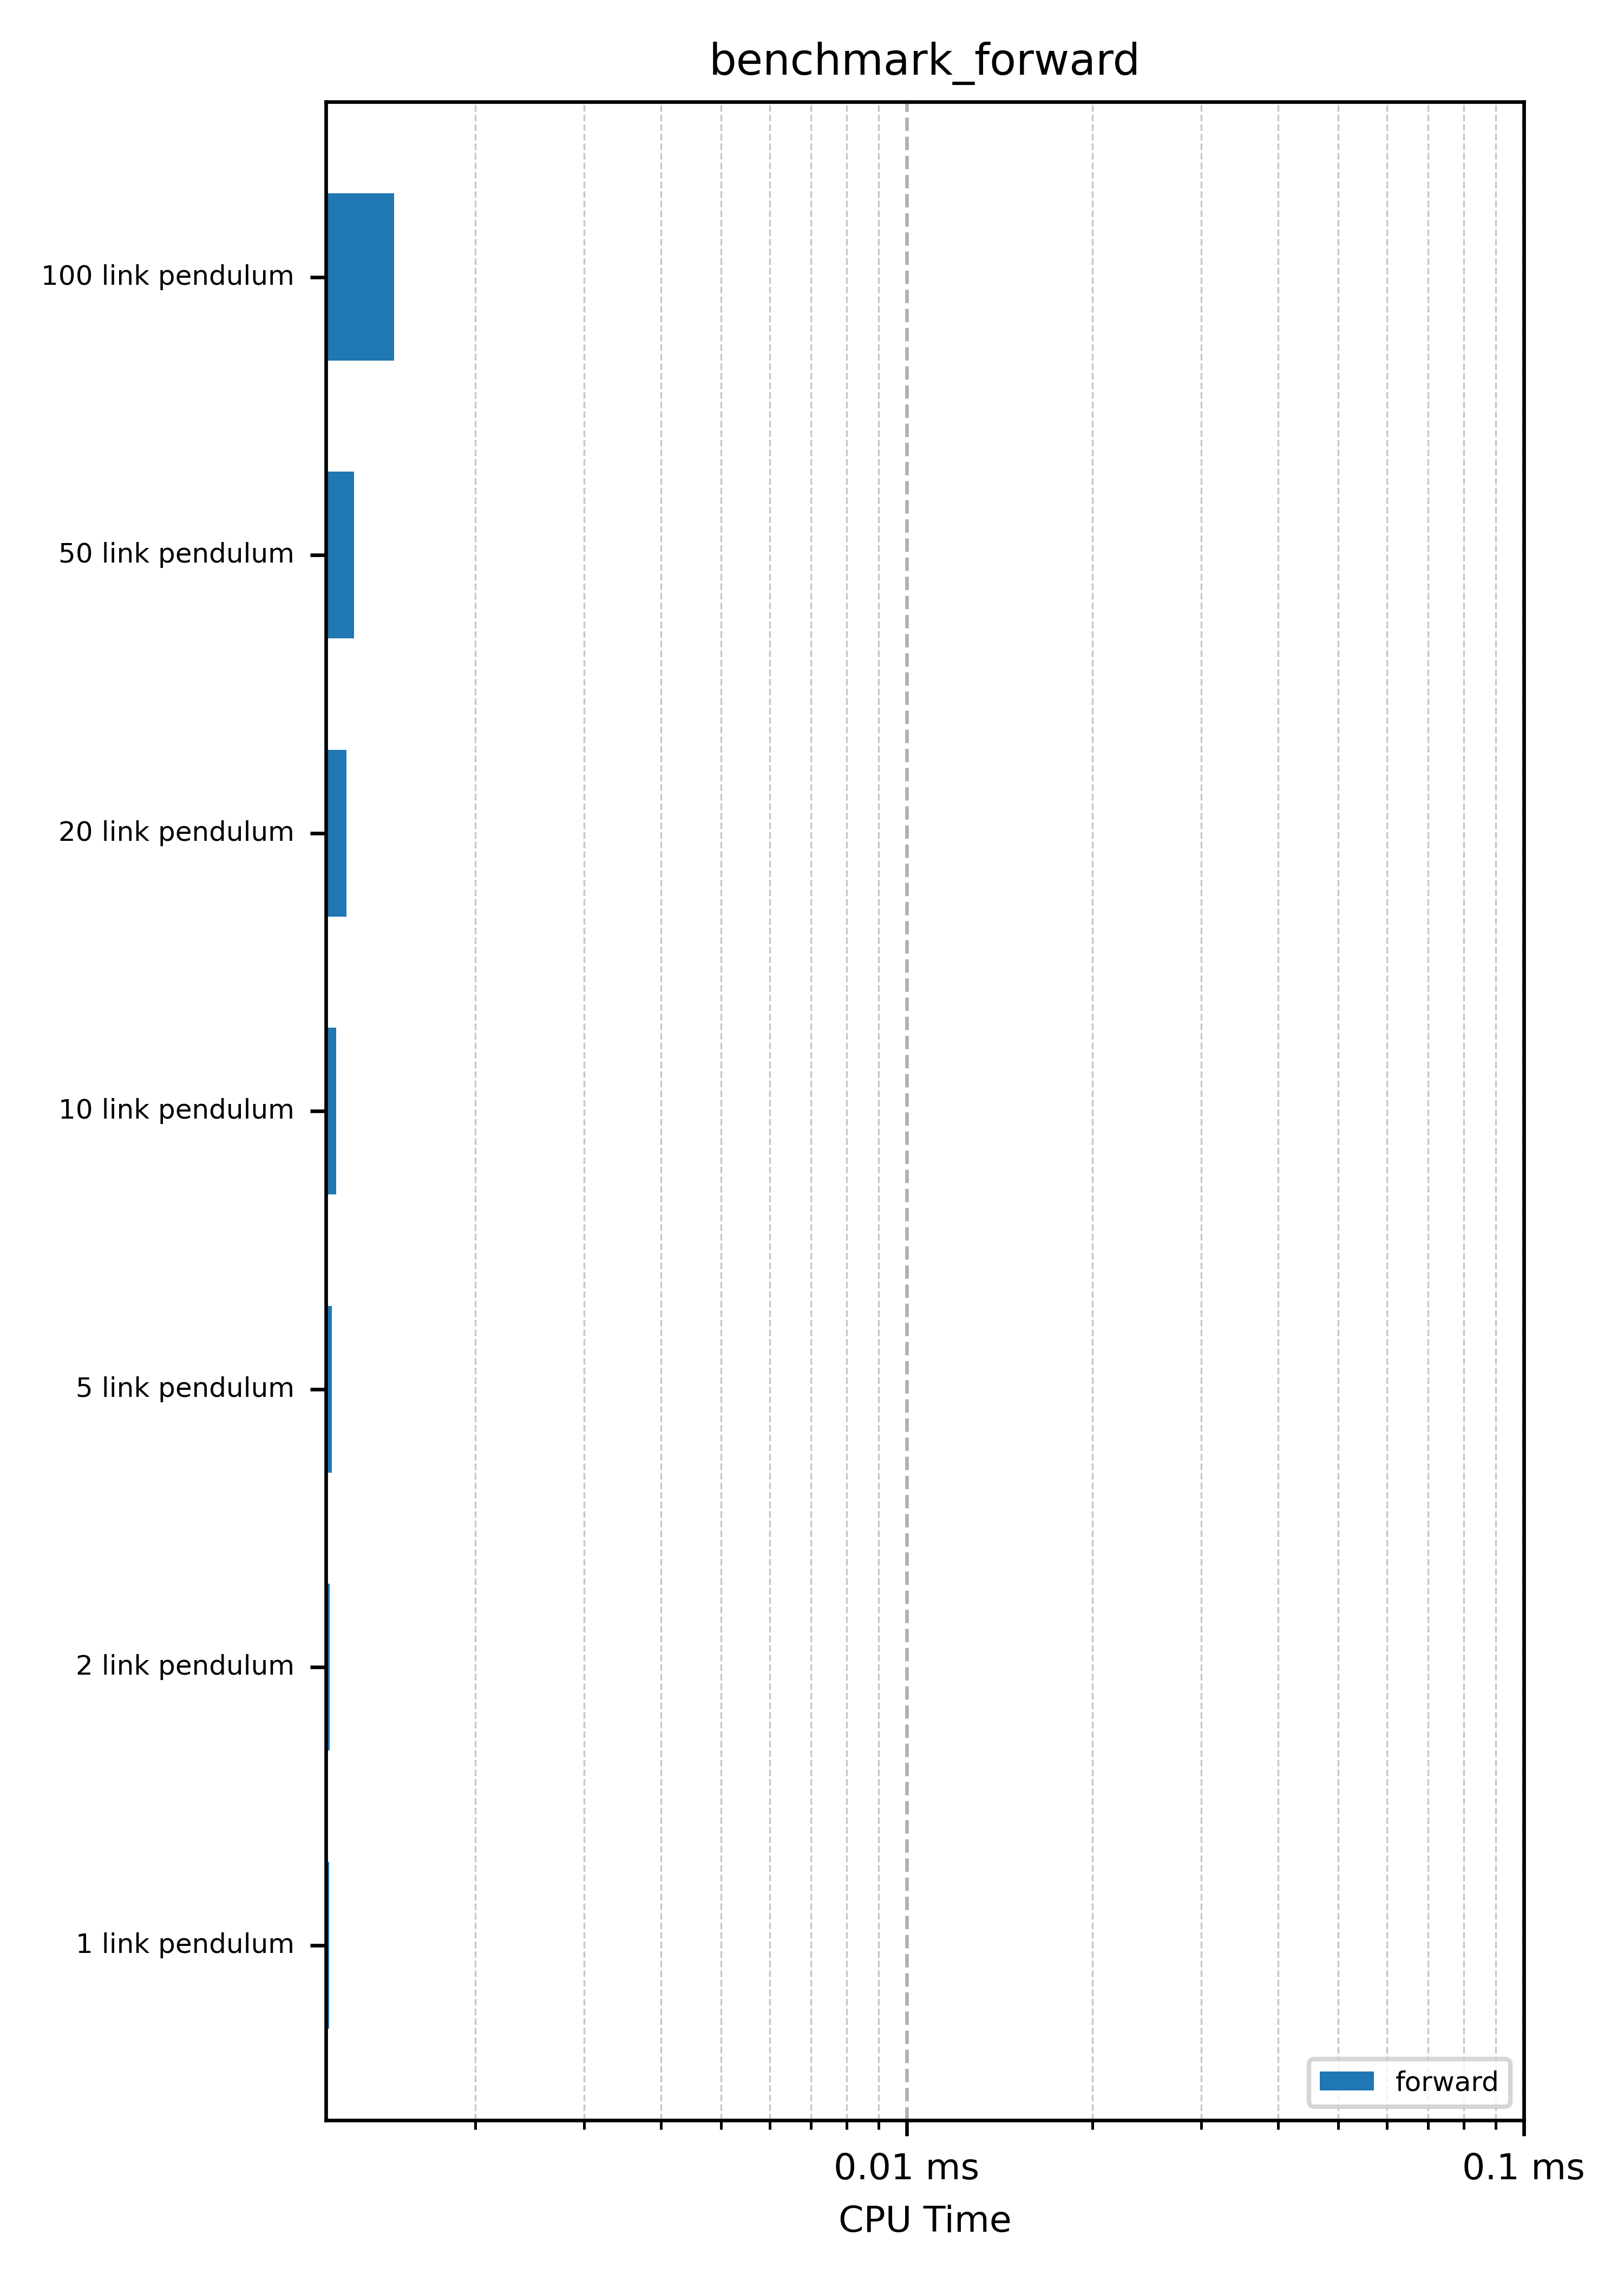 benchmark_forward
100 link pendulum
50 link pendulum
20 link pendulum
10 link pendulum
5 link pendulum
2 link pendulum
1 link pendulum
forward
0.01 ms
0.1 ms
CPU Time